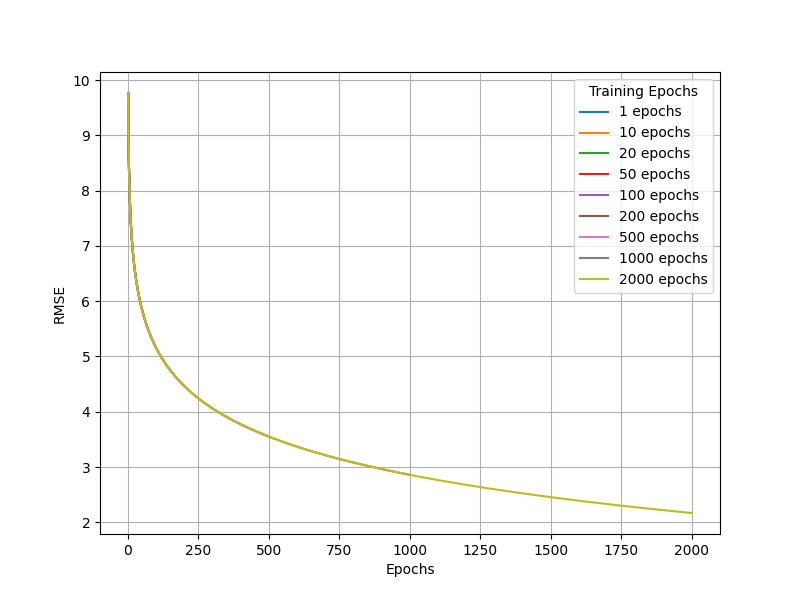 10
9
8
7
6
5
4
3
2
RMSE
Training Epochs
1 epochs
10 epochs
20 epochs
50 epochs
100 epochs
200 epochs
500 epochs
1000 epochs
2000 epochs
0 250 500 750 1000 1250 1500 1750 2000
Epochs